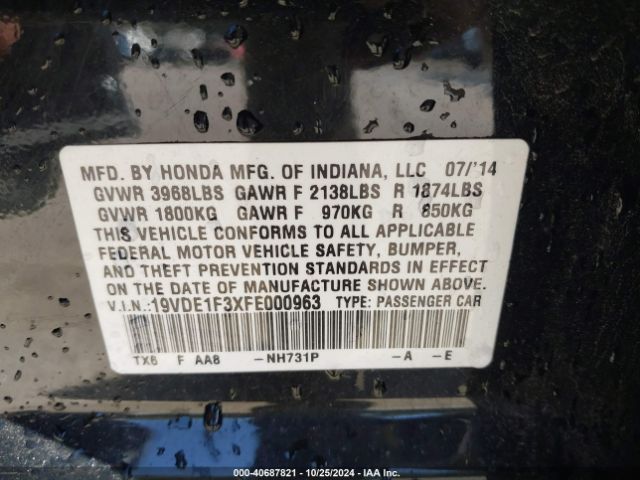 MFD. BY HONDA MFG. OF INDIANA, LLC 07/'14
GVWR 3968LBS GAWR F 2138LBS R 1874LBS
GVWR 1800KG GAWR F 970KG R 850KG
THIS VEHICLE CONFORMS TO ALL APPLICABLE
FEDERAL MOTOR VEHICLE SAFETY, BUMPER,
AND THEFT PREVENTION STANDARDS IN EFFECT
ON THE DATE OF MANUFACTURE SHOWN ABOVE.
V.I.N.:19VDE1F3XFE000963 TYPE: PASSENGER CAR
TX6 F AA8 -NH731P -A -E
000-40687821 - 10/25/2024 - IAA Inc.